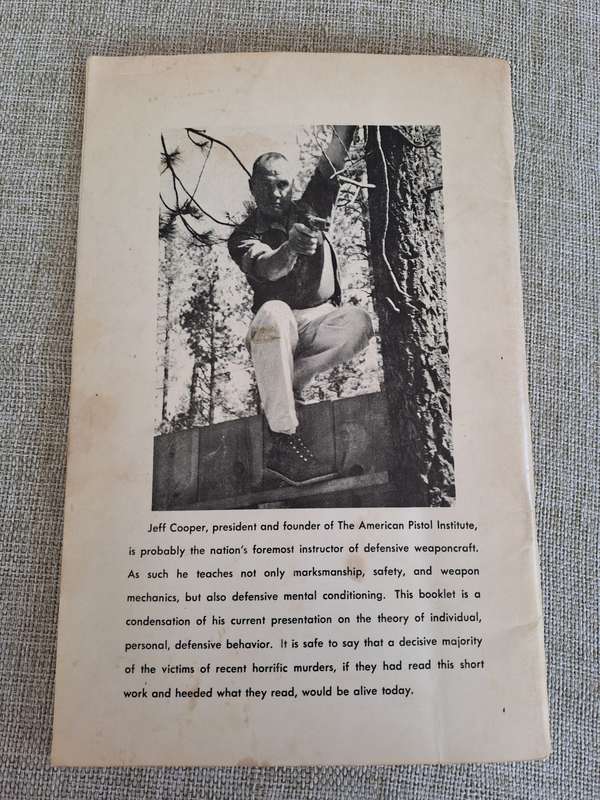 Jeff Cooper, president and founder of The American Pistol Institute,
is probably the nation's foremost instructor of defensive weaponcraft.
As such he teaches not only marksmanship, safety, and weapon
mechanics, but also defensive mental conditioning. This booklet is a
condensation of his current presentation on the theory of individual,
personal, defensive behavior. It is safe to say that a decisive majority
of the victims of recent horrific murders, if they had read this short
work and heeded what they read, would be alive today.